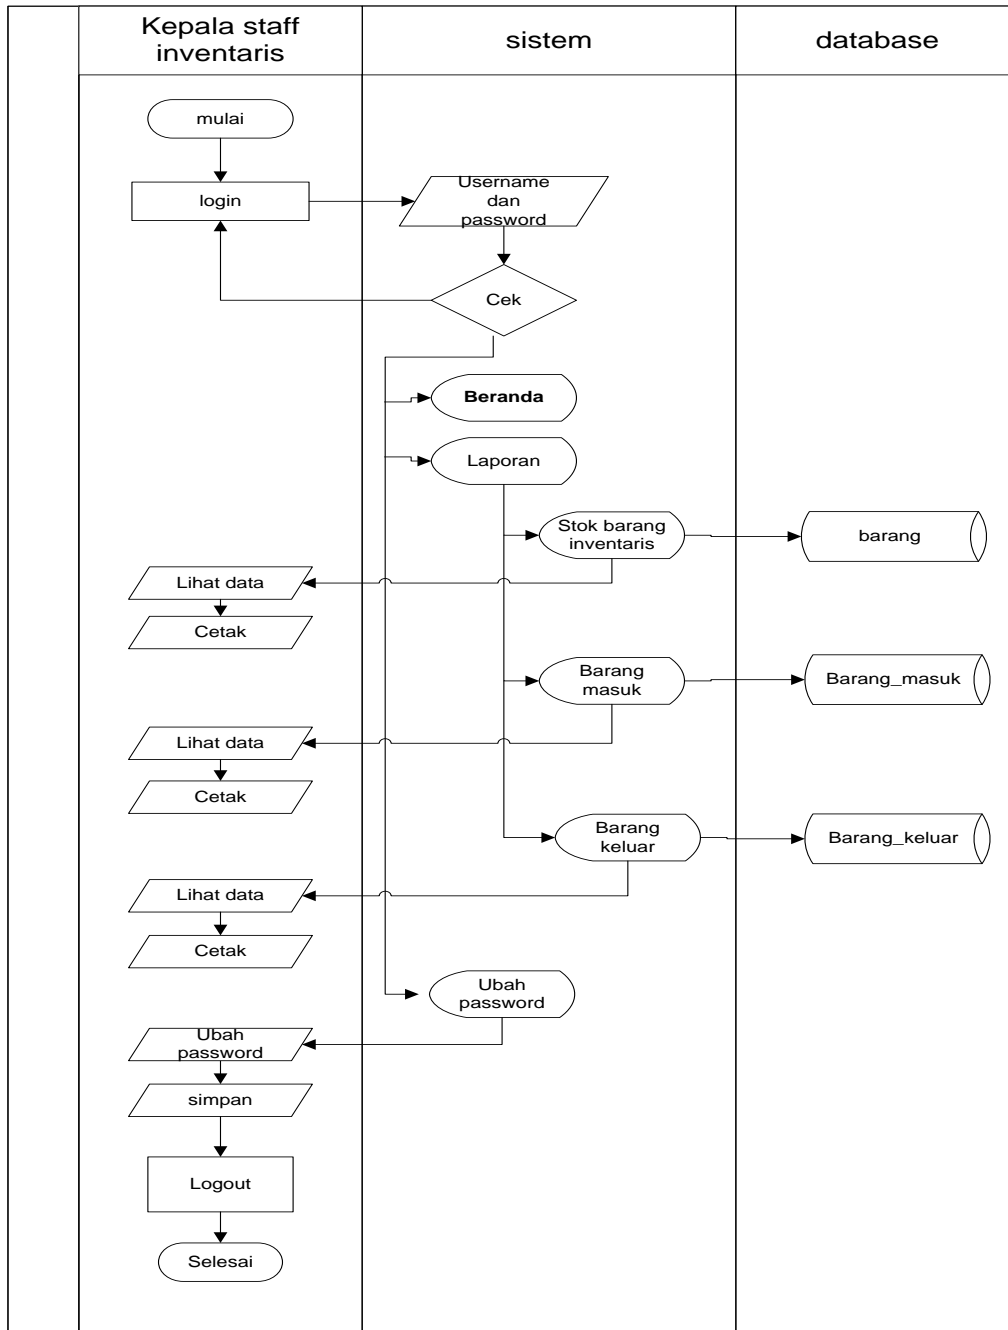 Kepala staff
inventaris
sistem
database
mulai
login
Username
dan
password
Cek
Beranda
Laporan
Stok barang
inventaris
barang
Lihat data
Cetak
Barang
masuk
Barang_masuk
Lihat data
Cetak
Barang
keluar
Barang_keluar
Lihat data
Cetak
Ubah
password
Ubah
password
simpan
Logout
Selesai